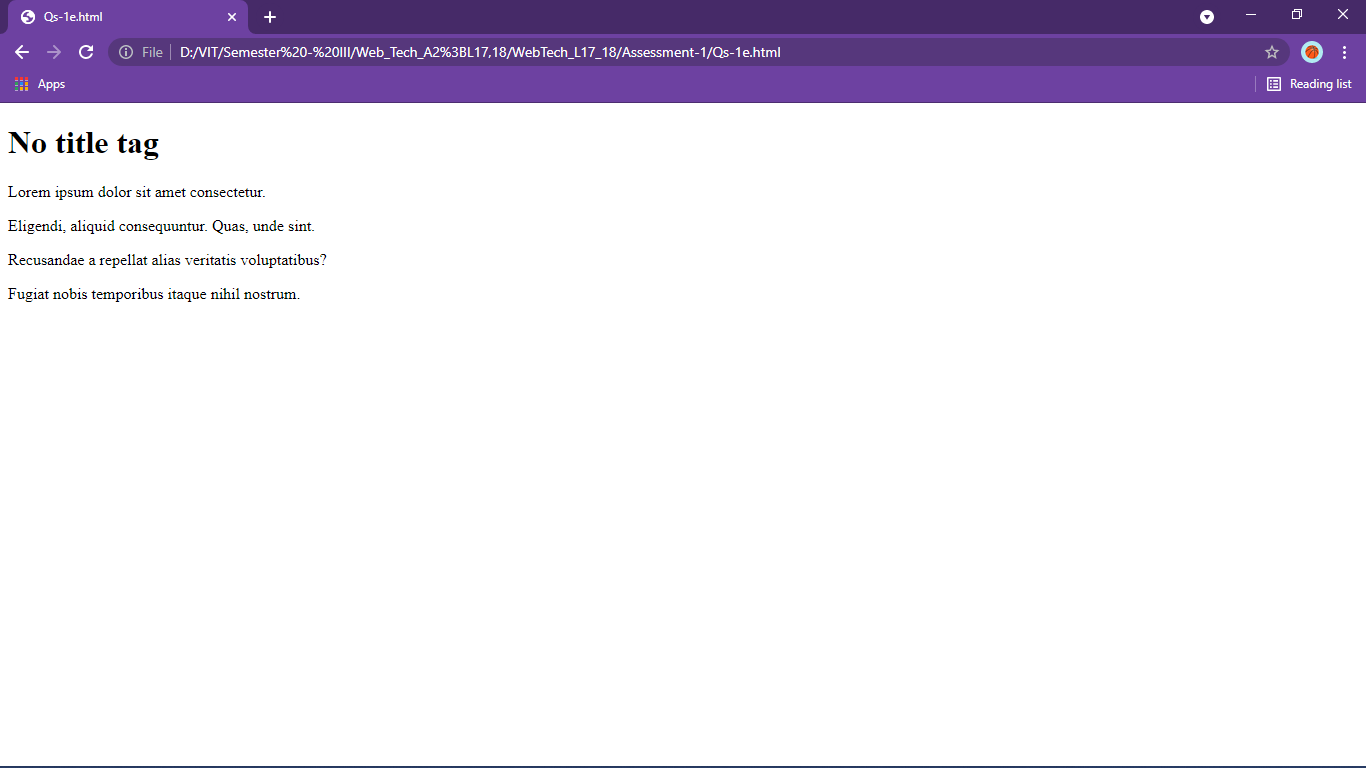 Qs-1e.html
File D:/VIT/Semester%20-%20III/Web_Tech_A2%3BL17,18/WebTech_L17_18/Assessment-1/Qs-1e.html
Apps Reading list
No title tag
Lorem ipsum dolor sit amet consectetur.
Eligendi, aliquid consequuntur. Quas, unde sint.
Recusandae a repellat alias veritatis voluptatibus?
Fugiat nobis temporibus itaque nihil nostrum.